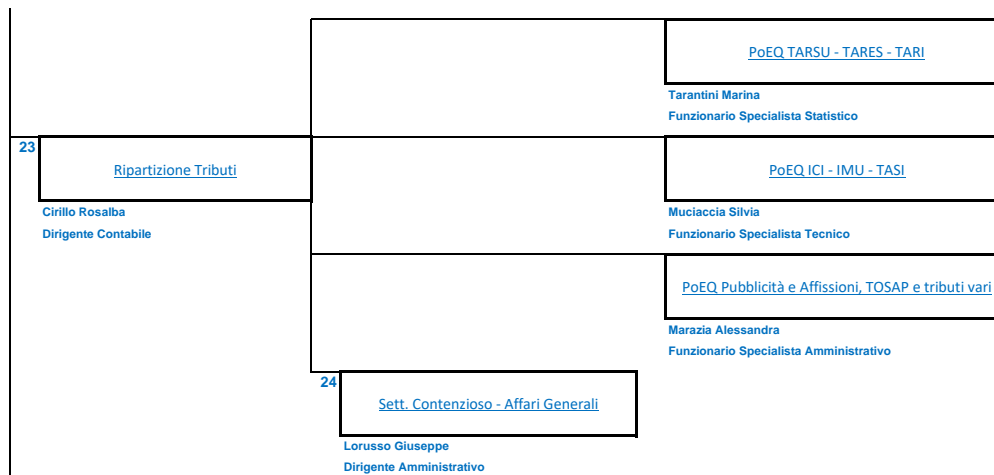 PoEQ TARSU - TARES - TARI
Tarantini Marina
Funzionario Specialista Statistico
23
Ripartizione Tributi
Cirillo Rosalba
Dirigente Contabile
PoEQ ICI - IMU - TASI
Muciaccia Silvia
Funzionario Specialista Tecnico
PoEQ Pubblicità e Affissioni, TOSAP e tributi vari
Marazia Alessandra
Funzionario Specialista Amministrativo
24
Sett. Contenzioso - Affari Generali
Lorusso Giuseppe
Dirigente Amministrativo